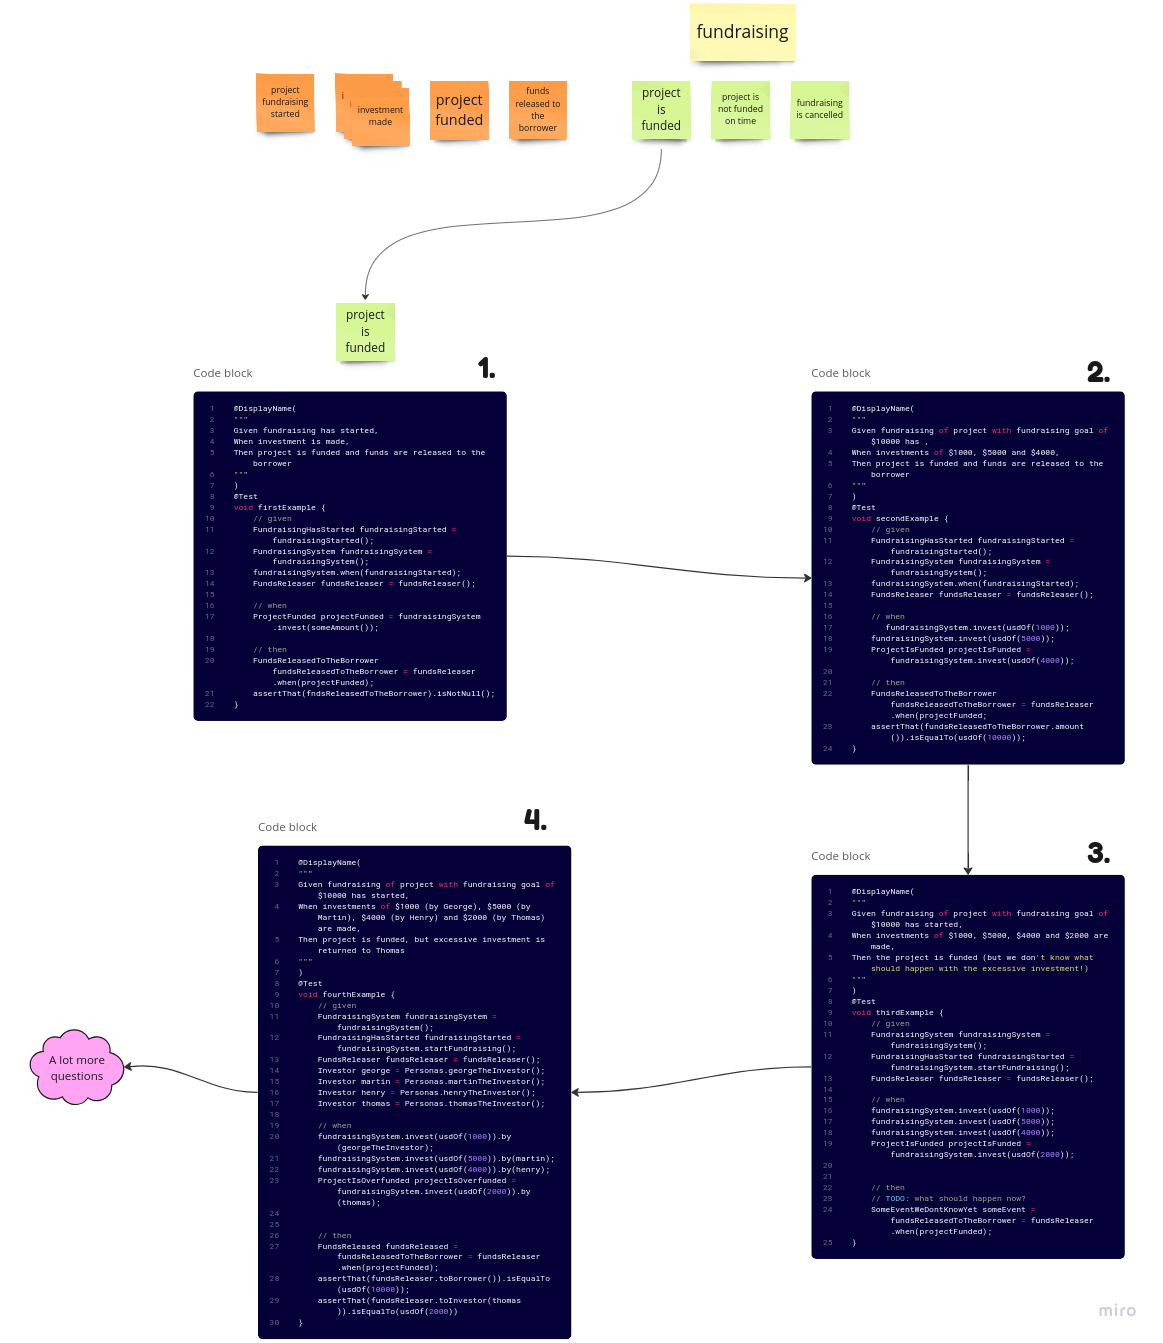 fundraising
project
fundraising
started
i
i
investment
made
project
funded
funds
released to
the
borrower
project
is
funded
project is
not funded
on time
fundraising
is cancelled
project
is
funded
Code block
1.
1 @DisplayName(
2 """
3 Given fundraising has started,
4 When investment is made,
5 Then project is funded and funds are released to the
borrower
6 """
7 )
8 @Test
9 void firstExample {
10 // given
11 FundraisingHasStarted fundraisingStarted =
fundraisingStarted();
12 FundraisingSystem fundraisingSystem =
fundraisingSystem();
13 fundraisingSystem.when(fundraisingStarted);
14 FundsReleaser fundsReleaser = fundsReleaser();
15
16 // when
17 ProjectFunded projectFunded = fundraisingSystem
.invest(someAmount());
18
19 // then
20 FundsReleasedToTheBorrower
fundsReleasedToTheBorrower = fundsReleaser
.when(projectFunded);
21 assertThat(fndsReleasedToTheBorrower).isNotNull();
22 }
Code block
2.
1 @DisplayName(
2 """
3 Given fundraising of project with fundraising goal of
$10000 has ,
4 When investments of $1000, $5000 and $4000,
5 Then project is funded and funds are released to the
borrower
6 """
7 )
8 @Test
9 void secondExample {
10 // given
11 FundraisingHasStarted fundraisingStarted =
fundraisingStarted();
12 FundraisingSystem fundraisingSystem =
fundraisingSystem();
13 fundraisingSystem.when(fundraisingStarted);
14 FundsReleaser fundsReleaser = fundsReleaser();
15
16 // when
17 fundraisingSystem.invest(usdOf(1000));
18 fundraisingSystem.invest(usdOf(5000));
19 ProjectIsFunded projectIsFunded =
fundraisingSystem.invest(usdOf(4000));
20
21 // then
22 FundsReleasedToTheBorrower
fundsReleasedToTheBorrower = fundsReleaser
.when(projectFunded;
23 assertThat(fundsReleasedToTheBorrower.amount
()).isEqualTo(usdOf(10000));
24 }
Code block
3.
1 @DisplayName(
2 """
3 Given fundraising of project with fundraising goal of
$10000 has started,
4 When investments of $1000, $5000, $4000 and $2000 are
made,
5 Then the project is funded (but we don't know what
should happen with the excessive investment!)
6 """
7 )
8 @Test
9 void thirdExample {
10 // given
11 FundraisingSystem fundraisingSystem =
fundraisingSystem();
12 FundraisingHasStarted fundraisingStarted =
fundraisingSystem.startFundraising();
13 FundsReleaser fundsReleaser = fundsReleaser();
14
15 // when
16 fundraisingSystem.invest(usdOf(1000));
17 fundraisingSystem.invest(usdOf(5000));
18 fundraisingSystem.invest(usdOf(4000));
19 ProjectIsFunded projectIsFunded =
fundraisingSystem.invest(usdOf(2000));
20
21
22 // then
23 // TODO: what should happen now?
24 SomeEventWeDontKnowYet someEvent =
fundsReleasedToTheBorrower = fundsReleaser
.when(projectFunded);
25 }
Code block
4.
1 @DisplayName(
2 """
3 Given fundraising of project with fundraising goal of
$10000 has started,
4 When investments of $1000 (by George), $5000 (by
Martin), $4000 (by Henry) and $2000 (by Thomas)
are made,
5 Then project is funded, but excessive investment is
returned to Thomas
6 """
7 )
8 @Test
9 void fourthExample {
10 // given
11 FundraisingSystem fundraisingSystem =
fundraisingSystem();
12 FundraisingHasStarted fundraisingStarted =
fundraisingSystem.startFundraising();
13 FundsReleaser fundsReleaser = fundsReleaser();
14 Investor george = Personas.georgeTheInvestor();
15 Investor martin = Personas.martinTheInvestor();
16 Investor henry = Personas.henryTheInvestor();
17 Investor thomas = Personas.thomasTheInvestor();
18
19 // when
20 fundraisingSystem.invest(usdOf(1000)).by
(georgeTheInvestor);
21 fundraisingSystem.invest(usdOf(5000)).by(martin);
22 fundraisingSystem.invest(usdOf(4000)).by(henry);
23 ProjectIsOverfunded projectIsOverfunded =
fundraisingSystem.invest(usdOf(2000)).by
(thomas);
24
25
26 // then
27 FundsReleased fundsReleased =
fundsReleasedToTheBorrower = fundsReleaser
.when(projectFunded);
28 assertThat(fundsReleaser.toBorrower()).isEqualTo
(usdOf(10000));
29 assertThat(fundsReleaser.toInvestor(thomas
)).isEqualTo(usdOf(2000))
30 }
A lot more
questions
miro